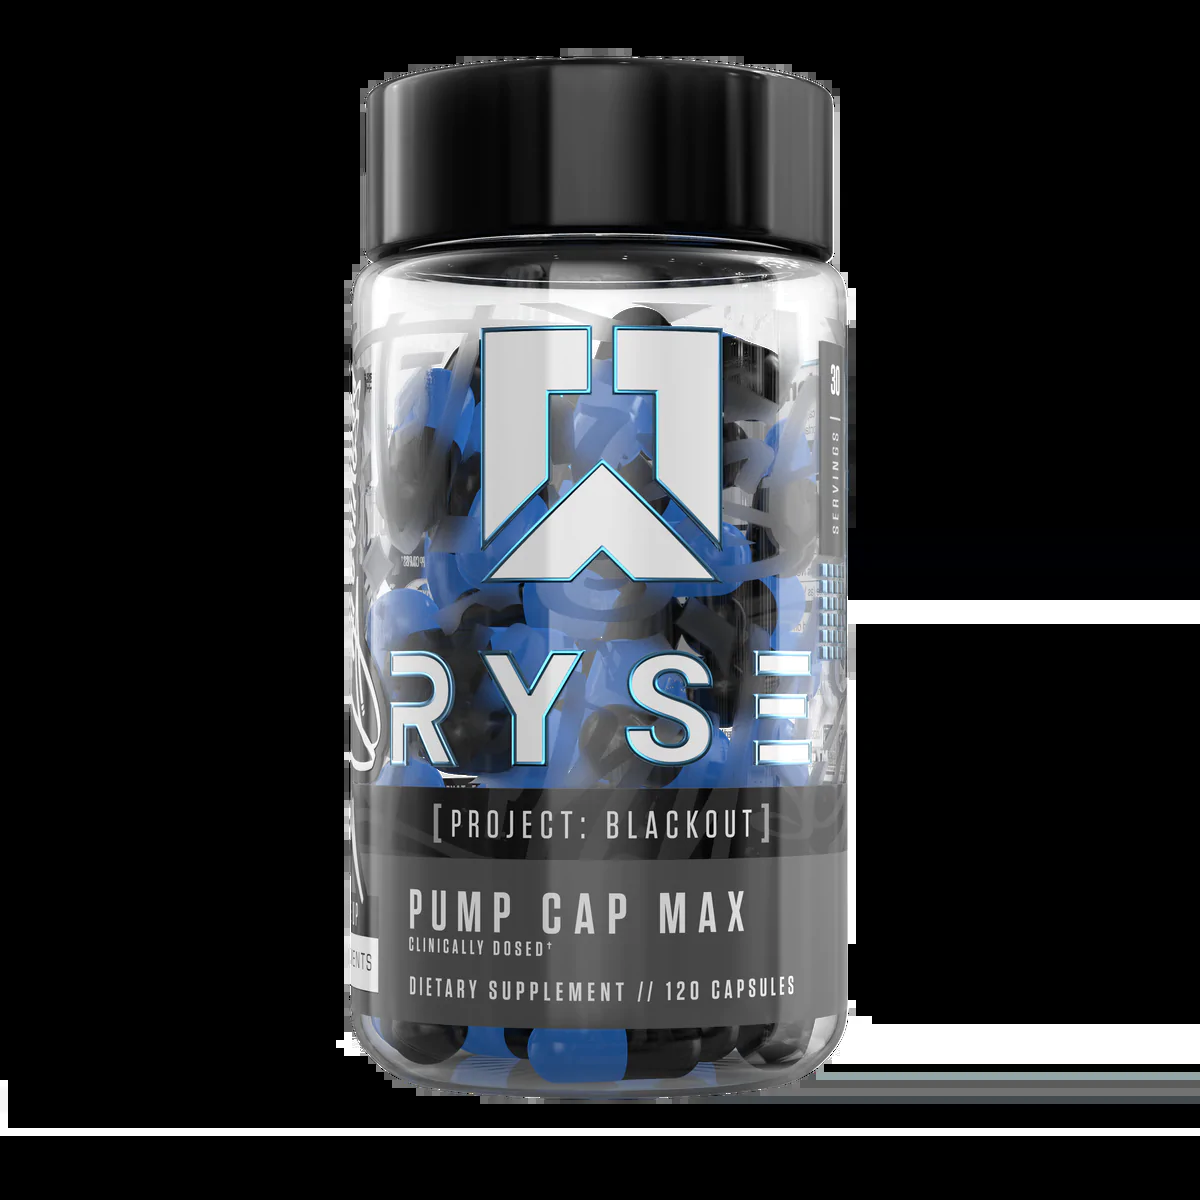 RYSE
[PROJECT: BLACKOUT]
PUMP CAP MAX
CLINICALLY DOSED†
DIETARY SUPPLEMENT // 120 CAPSULES
30
SERVINGS |